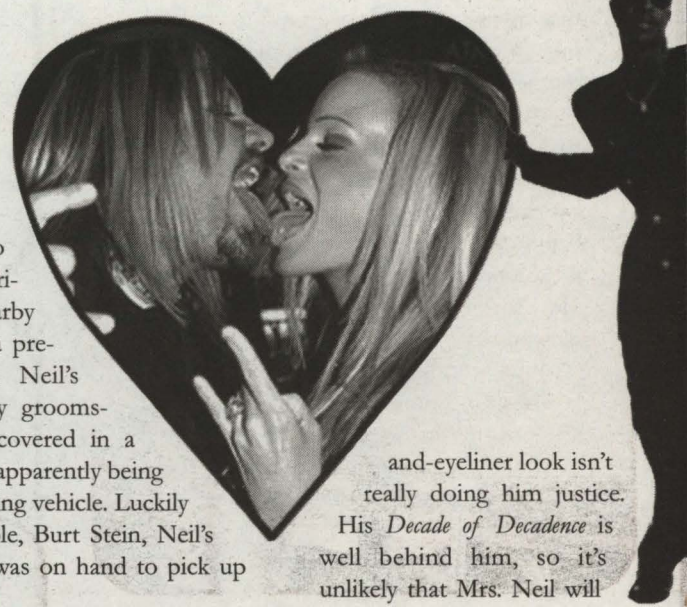 ri-
arby
pre-
Neil's
grooms-
covered in a
apparently being
ng vehicle. Luckily
le, Burt Stein, Neil's
was on hand to pick up
and-eyeliner look isn't
really doing him justice.
His Decade of Decadence is
well behind him, so it's
unlikely that Mrs. Neil will